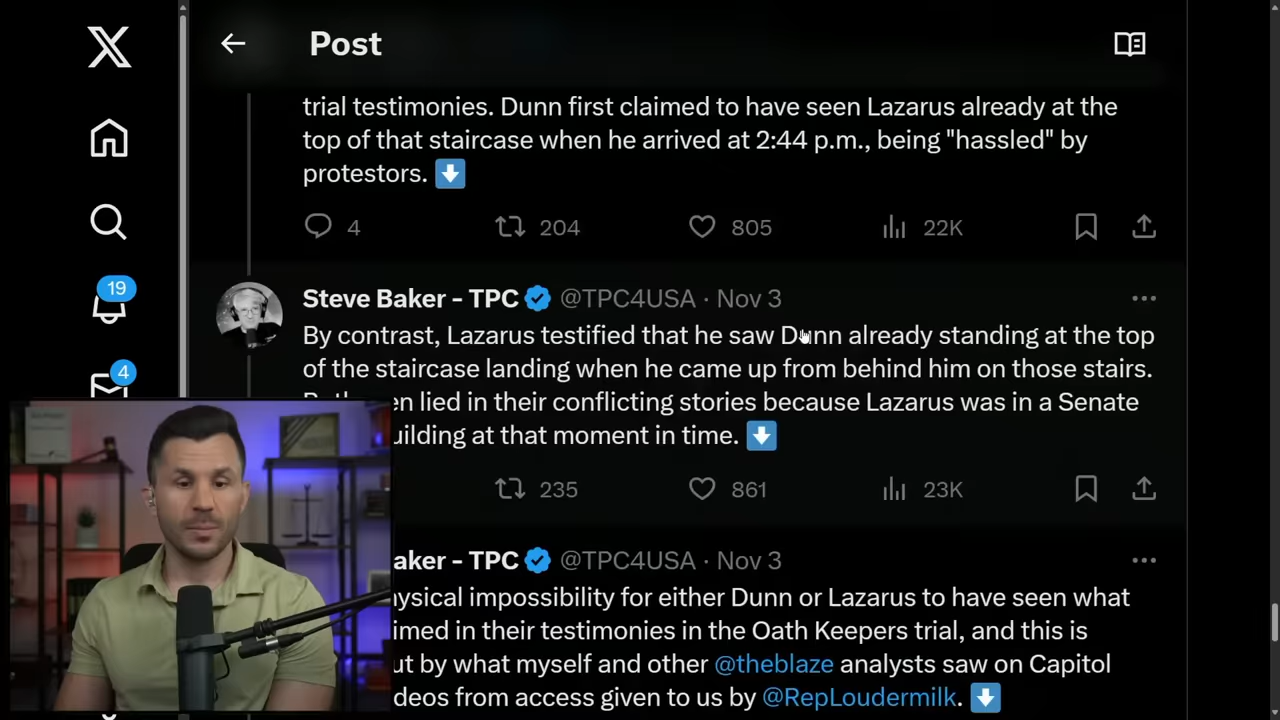 Post
trial testimonies. Dunn first claimed to have seen Lazarus already at the
top of that staircase when he arrived at 2:44 p.m., being "hassled" by
protestors.
4 204 805 22K
19
Steve Baker - TPC @TPC4USA · Nov 3
By contrast, Lazarus testified that he saw Dunn already standing at the top
4
of the staircase landing when he came up from behind him on those stairs.
en lied in their conflicting stories because Lazarus was in a Senate
uilding at that moment in time.
235 861 23K
aker - TPC @TPC4USA · Nov 3
ysical impossibility for either Dunn or Lazarus to have seen what
imed in their testimonies in the Oath Keepers trial, and this is
ut by what myself and other @theblaze analysts saw on Capitol
deos from access given to us by @RepLoudermilk.